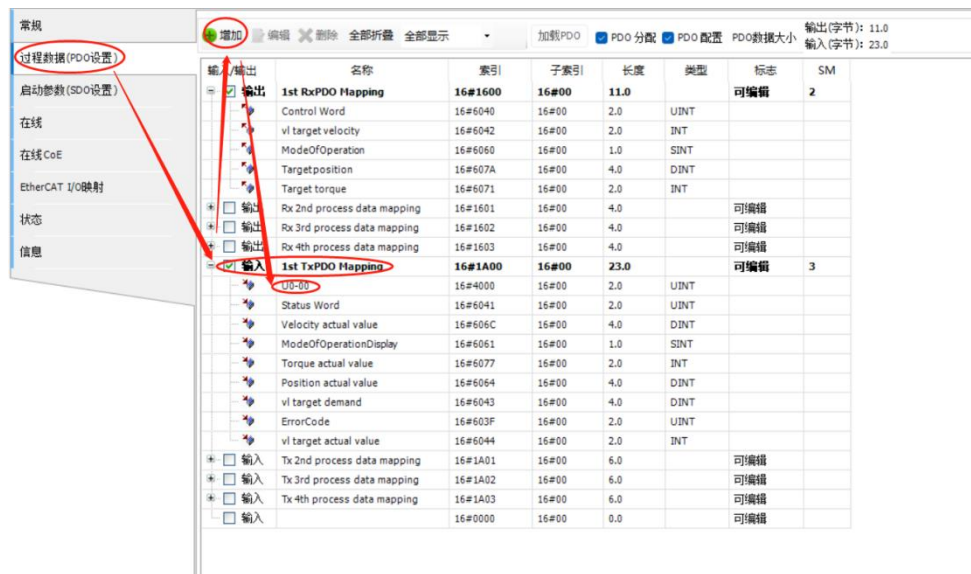 常规
过程数据(PDO设置)
启动参数(SDO设置)
在线
在线CoE
EtherCAT I/O映射
状态
信息
增加 编辑 删除 全部折叠 全部显示 加载PDO PDO 分配 PDO 配置 PDO数据大小 输出(字节): 11.0
输入(字节): 23.0
输入/输出 名称 索引 子索引 长度 类型 标志 SM
输出 1st RxPDO Mapping 16#1600 16#00 11.0 可编辑 2
Control Word 16#6040 16#00 2.0 UINT
vl target velocity 16#6042 16#00 2.0 INT
ModeOfOperation 16#6060 16#00 1.0 SINT
Targetposition 16#607A 16#00 4.0 DINT
Target torque 16#6071 16#00 2.0 INT
输出 Rx 2nd process data mapping 16#1601 16#00 4.0 可编辑
输出 Rx 3rd process data mapping 16#1602 16#00 4.0 可编辑
输出 Rx 4th process data mapping 16#1603 16#00 4.0 可编辑
输入 1st TxPDO Mapping 16#1A00 16#00 23.0 可编辑 3
U0-00 16#4000 16#00 2.0 UINT
Status Word 16#6041 16#00 2.0 UINT
Velocity actual value 16#606C 16#00 4.0 DINT
ModeOfOperationDisplay 16#6061 16#00 1.0 SINT
Torque actual value 16#6077 16#00 2.0 INT
Position actual value 16#6064 16#00 4.0 DINT
vl target demand 16#6043 16#00 4.0 DINT
ErrorCode 16#603F 16#00 2.0 UINT
vl target actual value 16#6044 16#00 2.0 INT
输入 Tx 2nd process data mapping 16#1A01 16#00 6.0 可编辑
输入 Tx 3rd process data mapping 16#1A02 16#00 6.0 可编辑
输入 Tx 4th process data mapping 16#1A03 16#00 6.0 可编辑
输入 16#0000 16#00 0.0 可编辑